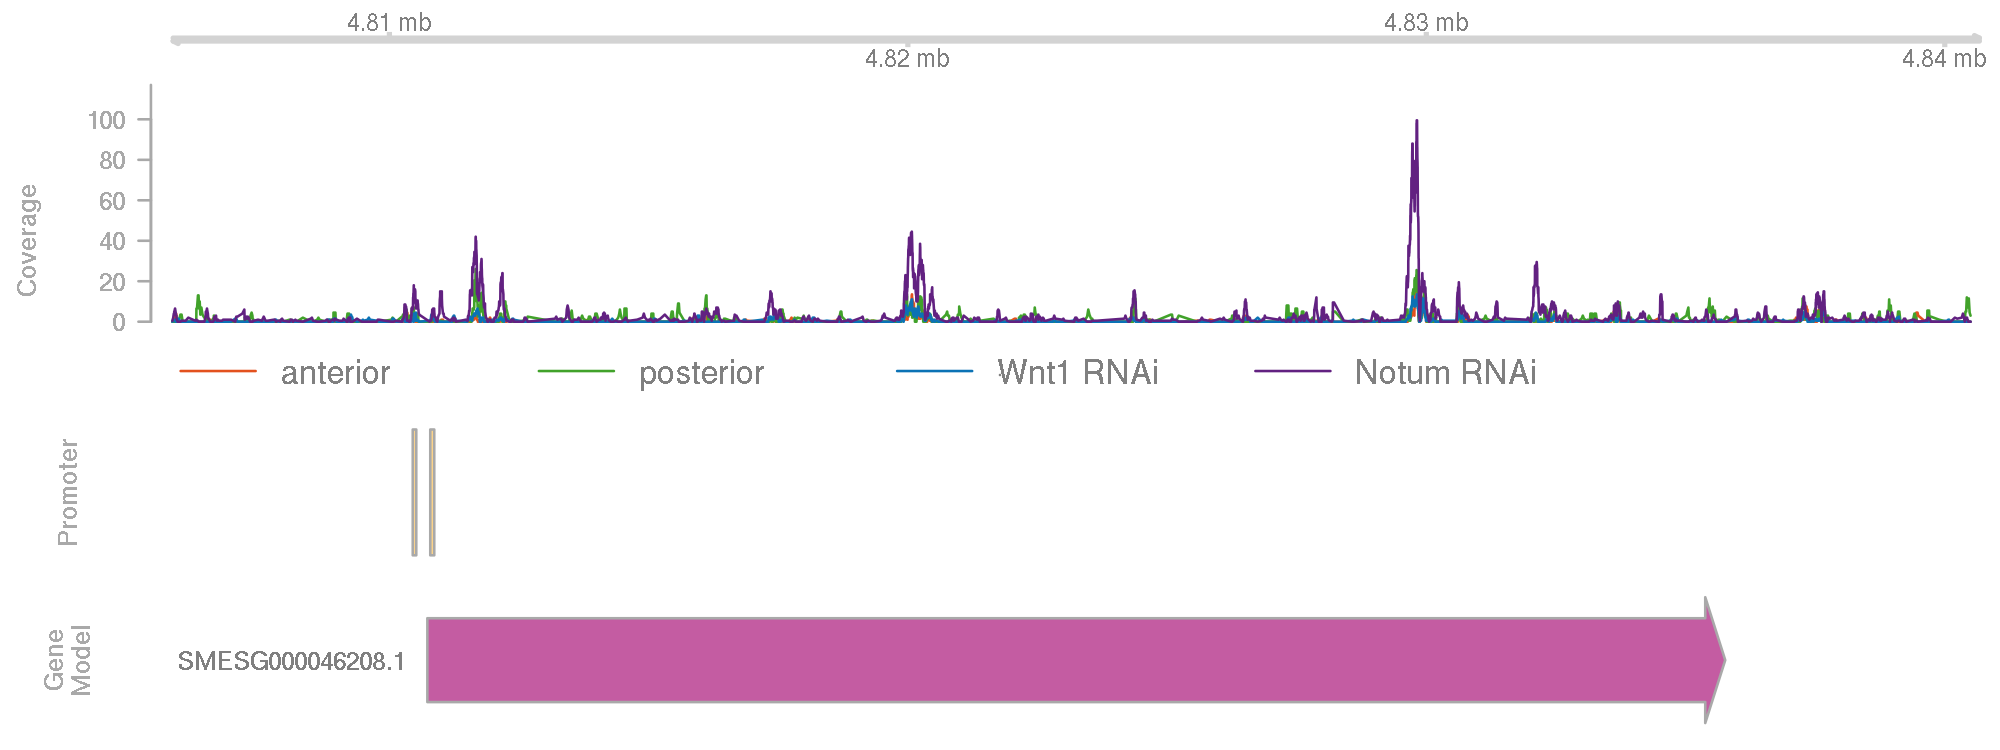 4.81 mb
4.83 mb
4.82 mb
4.84 mb
Coverage
100
80
60
40
20
0
anterior
posterior
Wnt1 RNAi
Notum RNAi
Promoter
Gene
Model
SMESG000046208.1